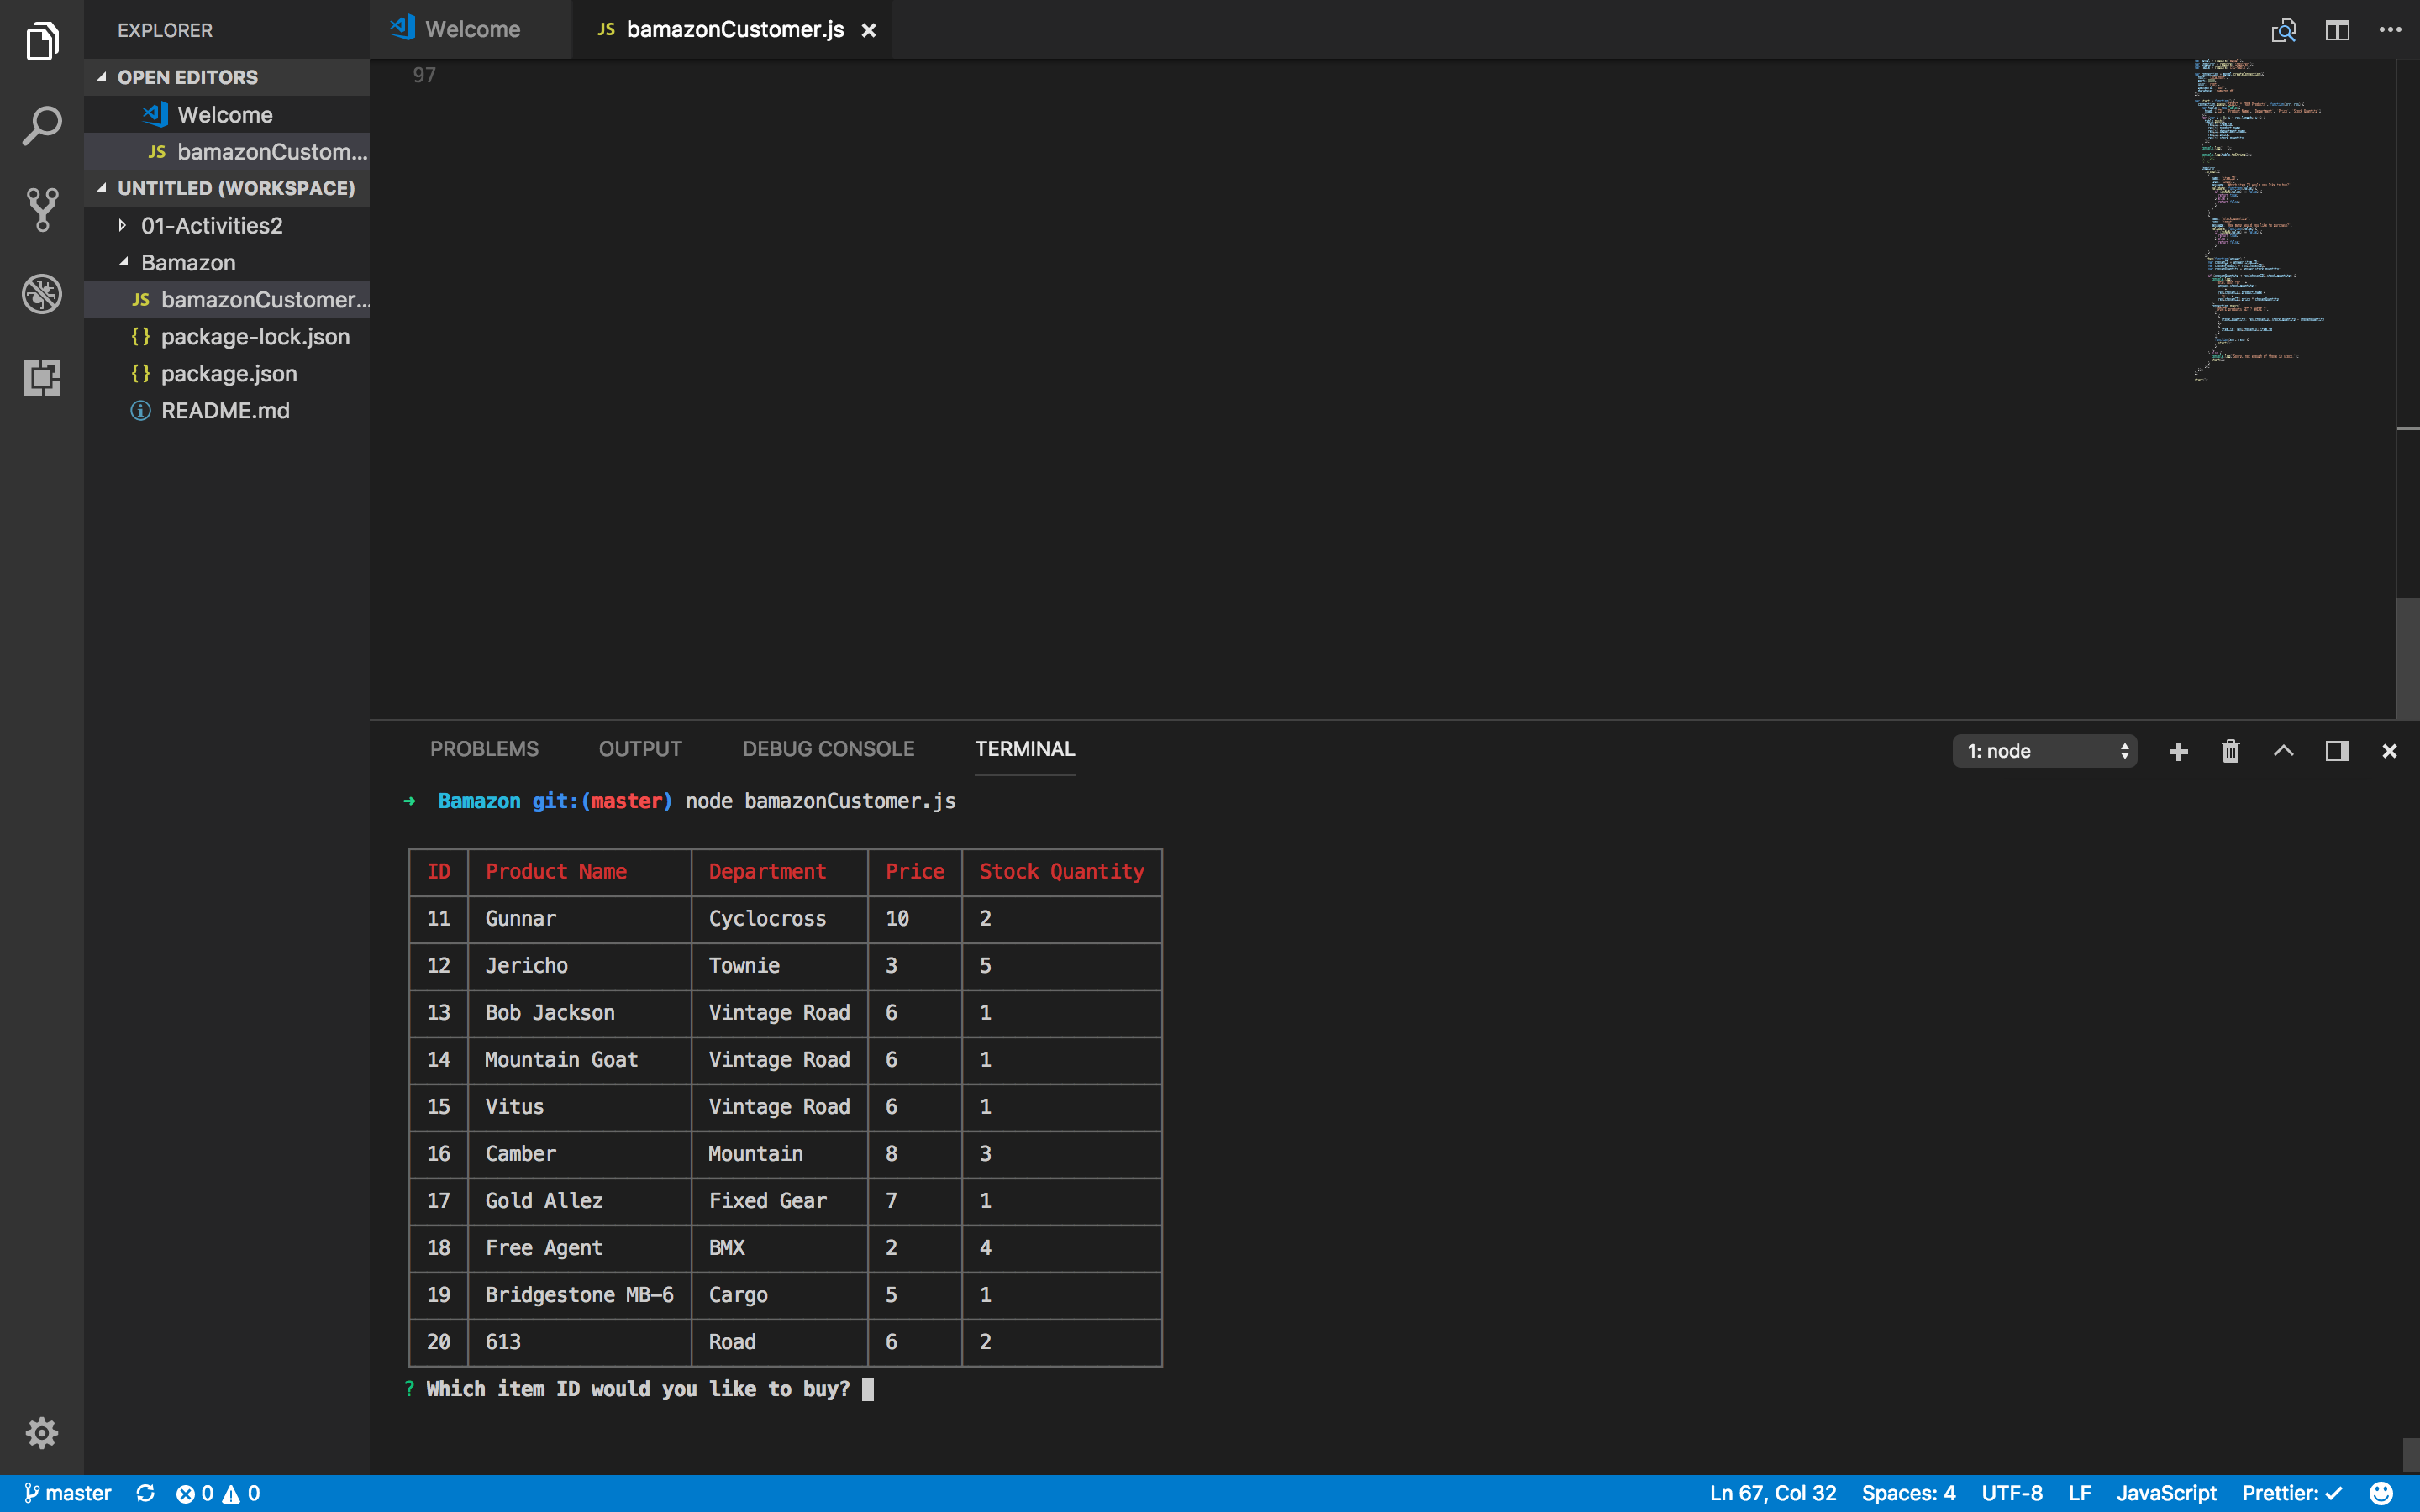 EXPLORER
OPEN EDITORS
Welcome
JS bamazonCustom...
UNTITLED (WORKSPACE)
01-Activities2
Bamazon
JS bamazonCustomer...
{} package-lock.json
{} package.json
README.md
Welcome
JS bamazonCustomer.js
97
PROBLEMS OUTPUT DEBUG CONSOLE TERMINAL
1: node
➜ Bamazon git:(master) node bamazonCustomer.js
ID Product Name Department Price Stock Quantity
11 Gunnar Cyclocross 10 2
12 Jericho Townie 3 5
13 Bob Jackson Vintage Road 6 1
14 Mountain Goat Vintage Road 6 1
15 Vitus Vintage Road 6 1
16 Camber Mountain 8 3
17 Gold Allez Fixed Gear 7 1
18 Free Agent BMX 2 4
19 Bridgestone MB-6 Cargo 5 1
20 613 Road 6 2
? Which item ID would you like to buy?
master 0 0 Ln 67, Col 32 Spaces: 4 UTF-8 LF JavaScript Prettier: ✓